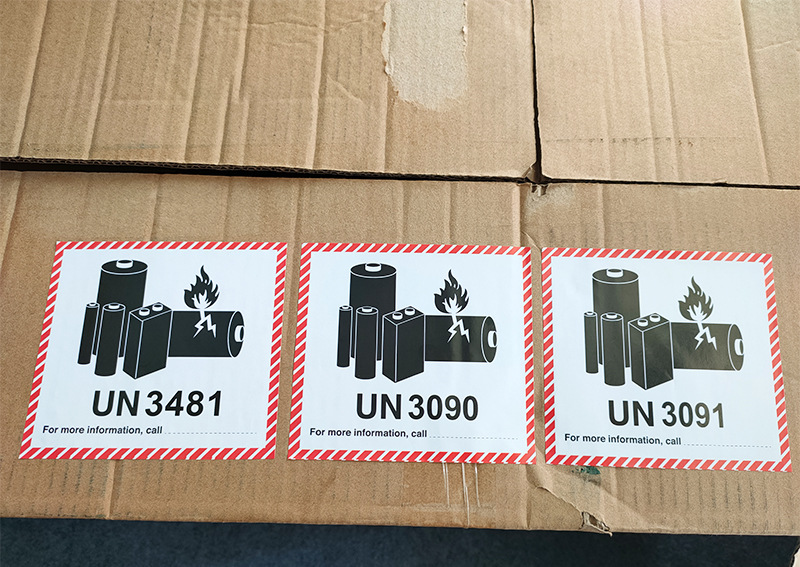 UN 3481
For more information, call
UN 3090
For more information, call
UN 3091
For more information, call